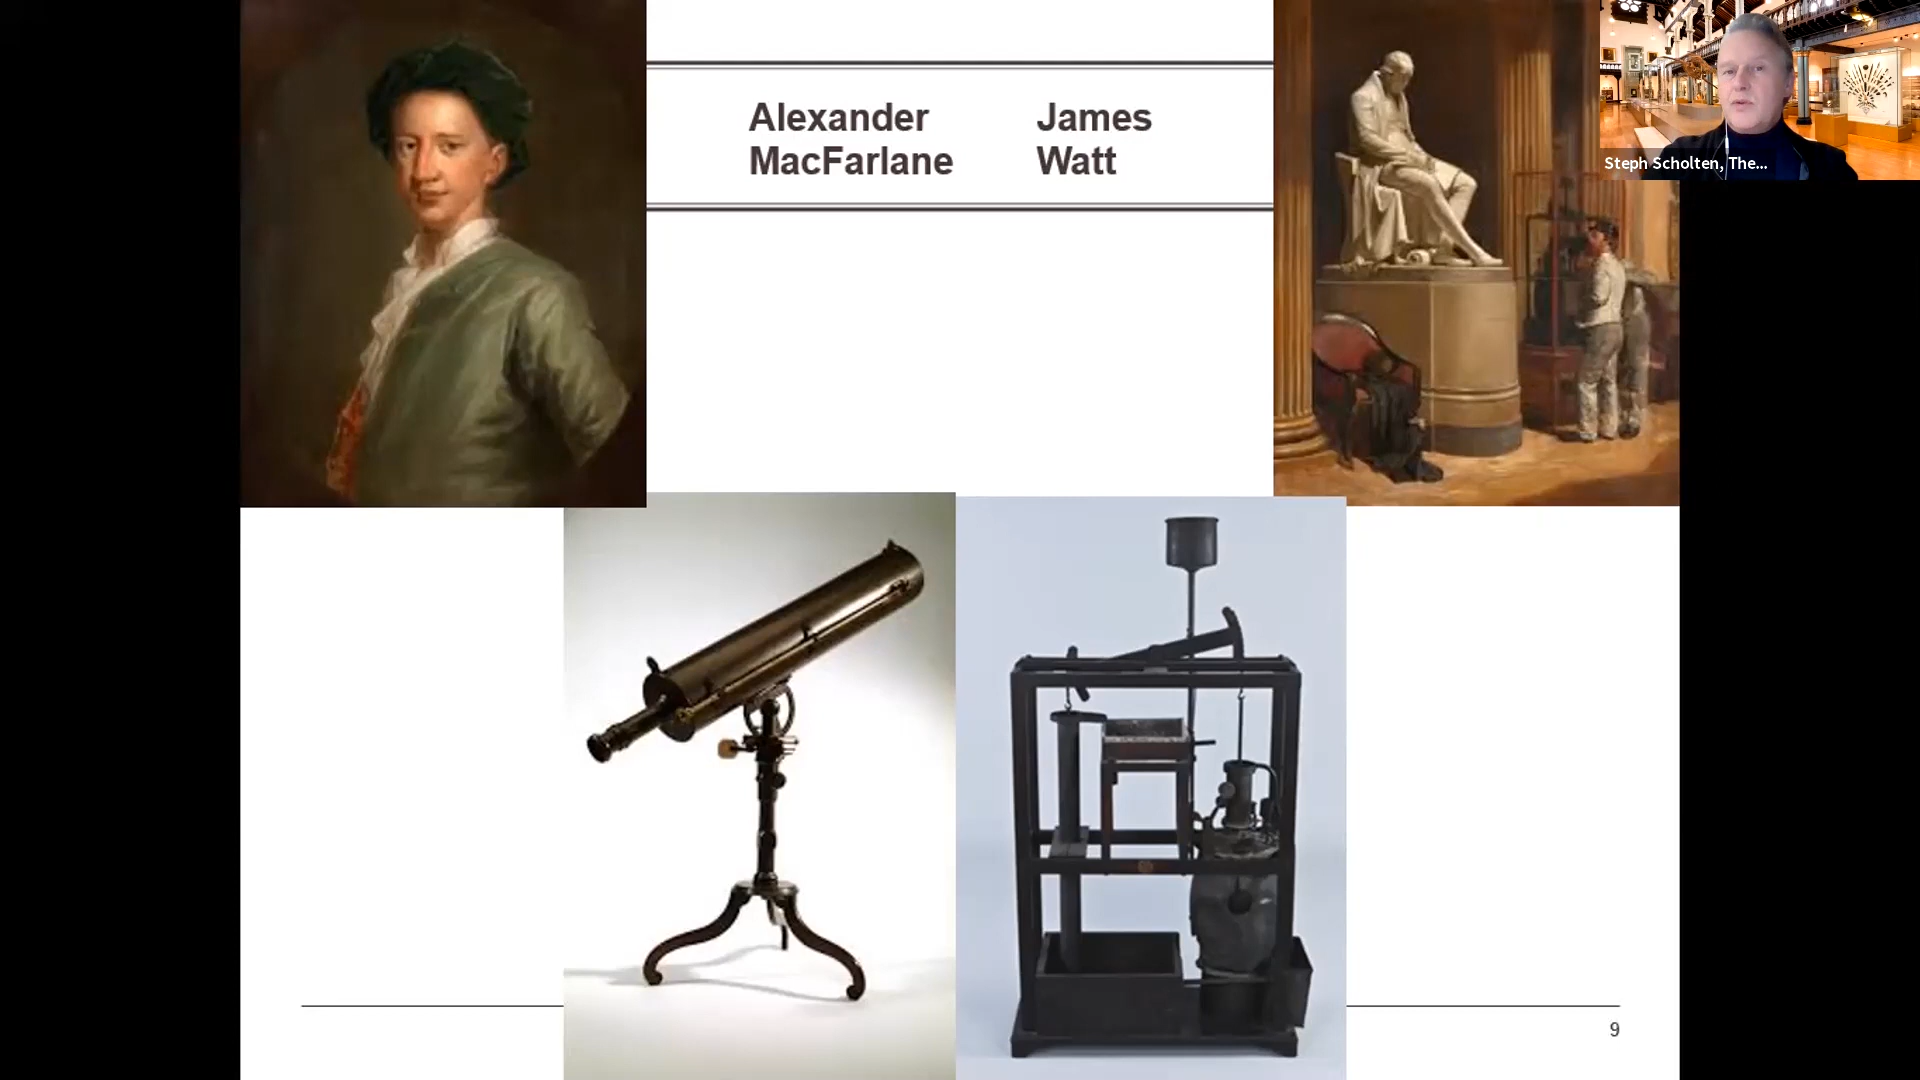 Alexander
MacFarlane
James
Watt
Steph Scholten, The...
9